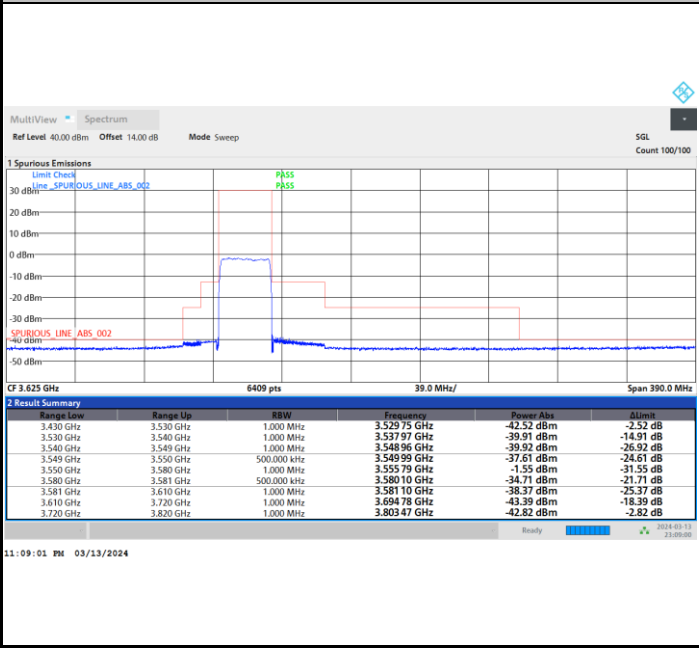 MultiView Spectrum
Ref Level 40.00 dBm Offset 14.00 dB Mode Sweep SGL
Count 100/100
1 Spurious Emissions
Limit Check PASS
Line _SPURIOUS_LINE_ABS_002 PASS
30 dBm
20 dBm
10 dBm
0 dBm
-10 dBm
-20 dBm
-30 dBm
SPURIOUS_LINE_ABS_002
-40 dBm
-50 dBm
CF 3.625 GHz 6409 pts 39.0 MHz/ Span 390.0 MHz
2 Result Summary
Range Low Range Up RBW Frequency Power Abs ΔLimit
3.430 GHz 3.530 GHz 1.000 MHz 3.529 75 GHz -42.52 dBm -2.52 dB
3.530 GHz 3.540 GHz 1.000 MHz 3.537 97 GHz -39.91 dBm -14.91 dB
3.540 GHz 3.549 GHz 1.000 MHz 3.548 96 GHz -39.92 dBm -26.92 dB
3.549 GHz 3.550 GHz 500.000 kHz 3.549 99 GHz -37.61 dBm -24.61 dB
3.550 GHz 3.580 GHz 1.000 MHz 3.555 79 GHz -1.55 dBm -31.55 dB
3.580 GHz 3.581 GHz 500.000 kHz 3.580 10 GHz -34.71 dBm -21.71 dB
3.581 GHz 3.610 GHz 1.000 MHz 3.581 10 GHz -38.37 dBm -25.37 dB
3.610 GHz 3.720 GHz 1.000 MHz 3.694 78 GHz -43.39 dBm -18.39 dB
3.720 GHz 3.820 GHz 1.000 MHz 3.803 47 GHz -42.82 dBm -2.82 dB
Ready 2024-03-13
23:09:00
11:09:01 PM 03/13/2024